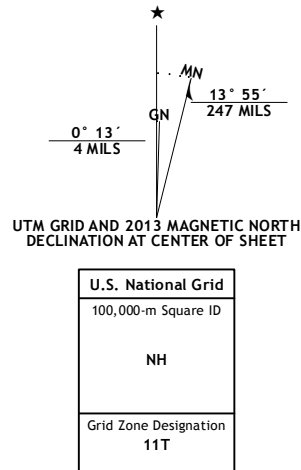 ★
MN
GN
13° 55´
247 MILS
0° 13´
4 MILS
UTM GRID AND 2013 MAGNETIC NORTH
DECLINATION AT CENTER OF SHEET
U.S. National Grid
100,000-m Square ID
NH
Grid Zone Designation
11T